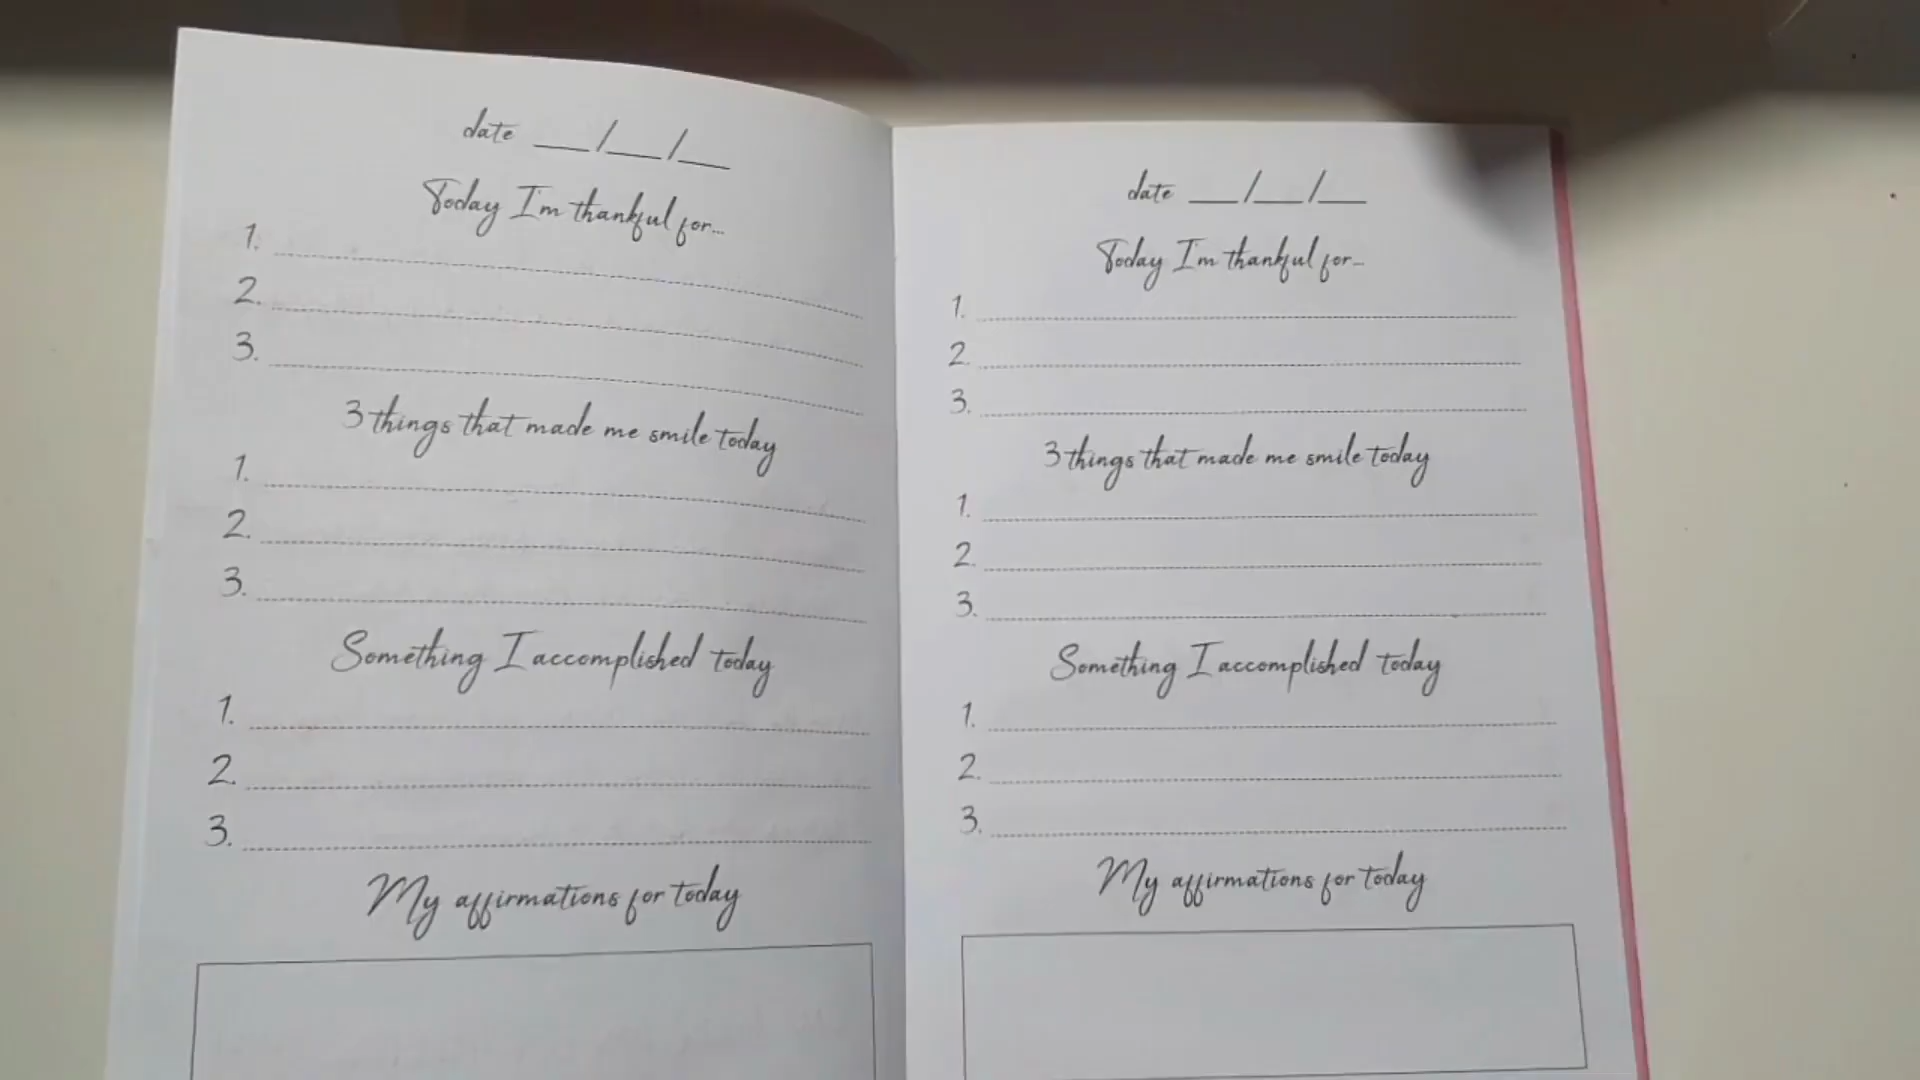 date __/__/__
Today I'm thankful for...
1.
2.
3.
3 things that made me smile today
1.
2.
3.
Something I accomplished today
1.
2.
3.
My affirmations for today
date __/__/__
Today I'm thankful for...
1.
2.
3.
3 things that made me smile today
1.
2.
3.
Something I accomplished today
1.
2.
3.
My affirmations for today